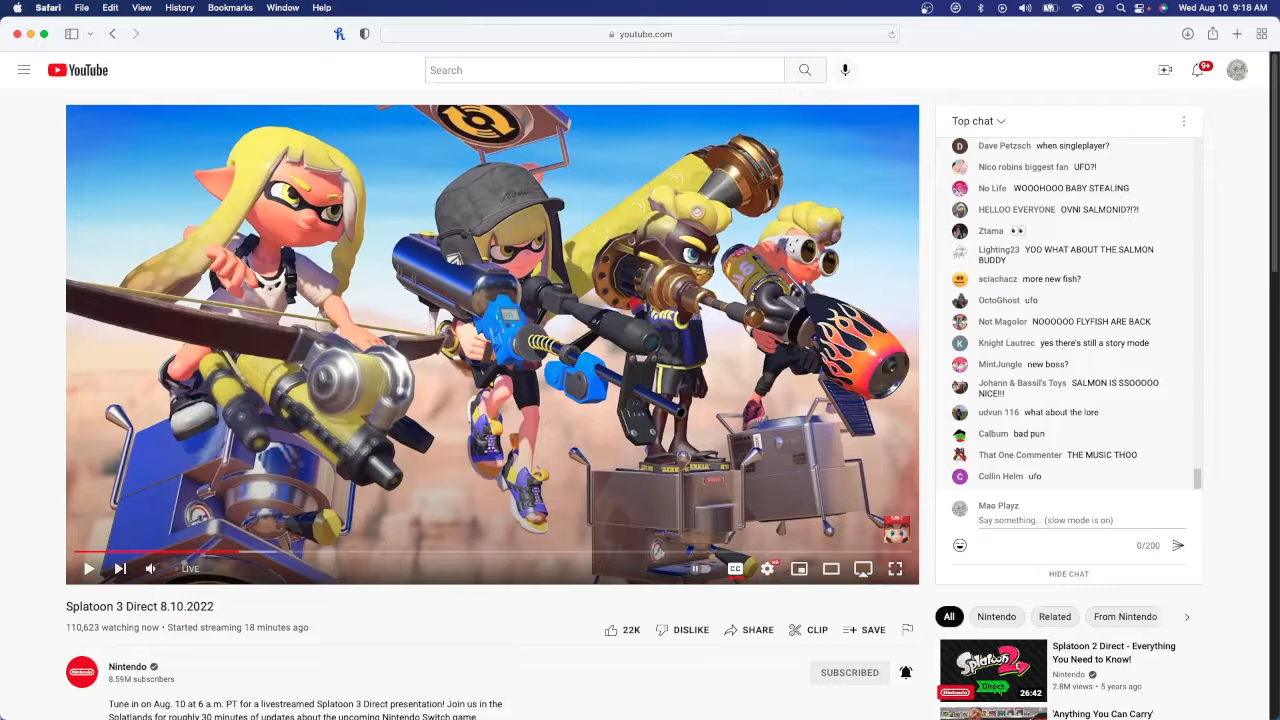 Safari File Edit View History Bookmarks Window Help
Wed Aug 10 9:18 AM
youtube.com
YouTube
Search
9+
Top chat
Dave Petzsch when singleplayer?
Nico robins biggest fan UFO?!
No Life WOOOHOOO BABY STEALING
HELLOO EVERYONE OVNI SALMONID?!?!
Ztama 👀
Lighting23 YOO WHAT ABOUT THE SALMON
BUDDY
sciachacz more new fish?
OctoGhost ufo
Not Magolor NOOOOOO FLYFISH ARE BACK
K
Knight Lautrec yes there's still a story mode
MintJungle new boss?
Johann & Bassil's Toys SALMON IS SSOOOOO
NICE!!!
udvun 116 what about the lore
Calbum bad pun
That One Commenter THE MUSIC THOO
C
Collin Helm ufo
Mao Playz
Say something... (slow mode is on)
0/200
HIDE CHAT
LIVE
CC
HD
Splatoon 3 Direct 8.10.2022
110,623 watching now • Started streaming 18 minutes ago
22K DISLIKE SHARE CLIP SAVE
Nintendo
8.59M subscribers
SUBSCRIBED
Tune in on Aug. 10 at 6 a.m. PT for a livestreamed Splatoon 3 Direct presentation! Join us in the
Splatlands for roughly 30 minutes of updates about the upcoming Nintendo Switch game.
All Nintendo Related From Nintendo
Splatoon 2
Nintendo Direct
26:42
Splatoon 2 Direct - Everything
You Need to Know!
Nintendo
2.8M views • 5 years ago
'Anything You Can Carry'